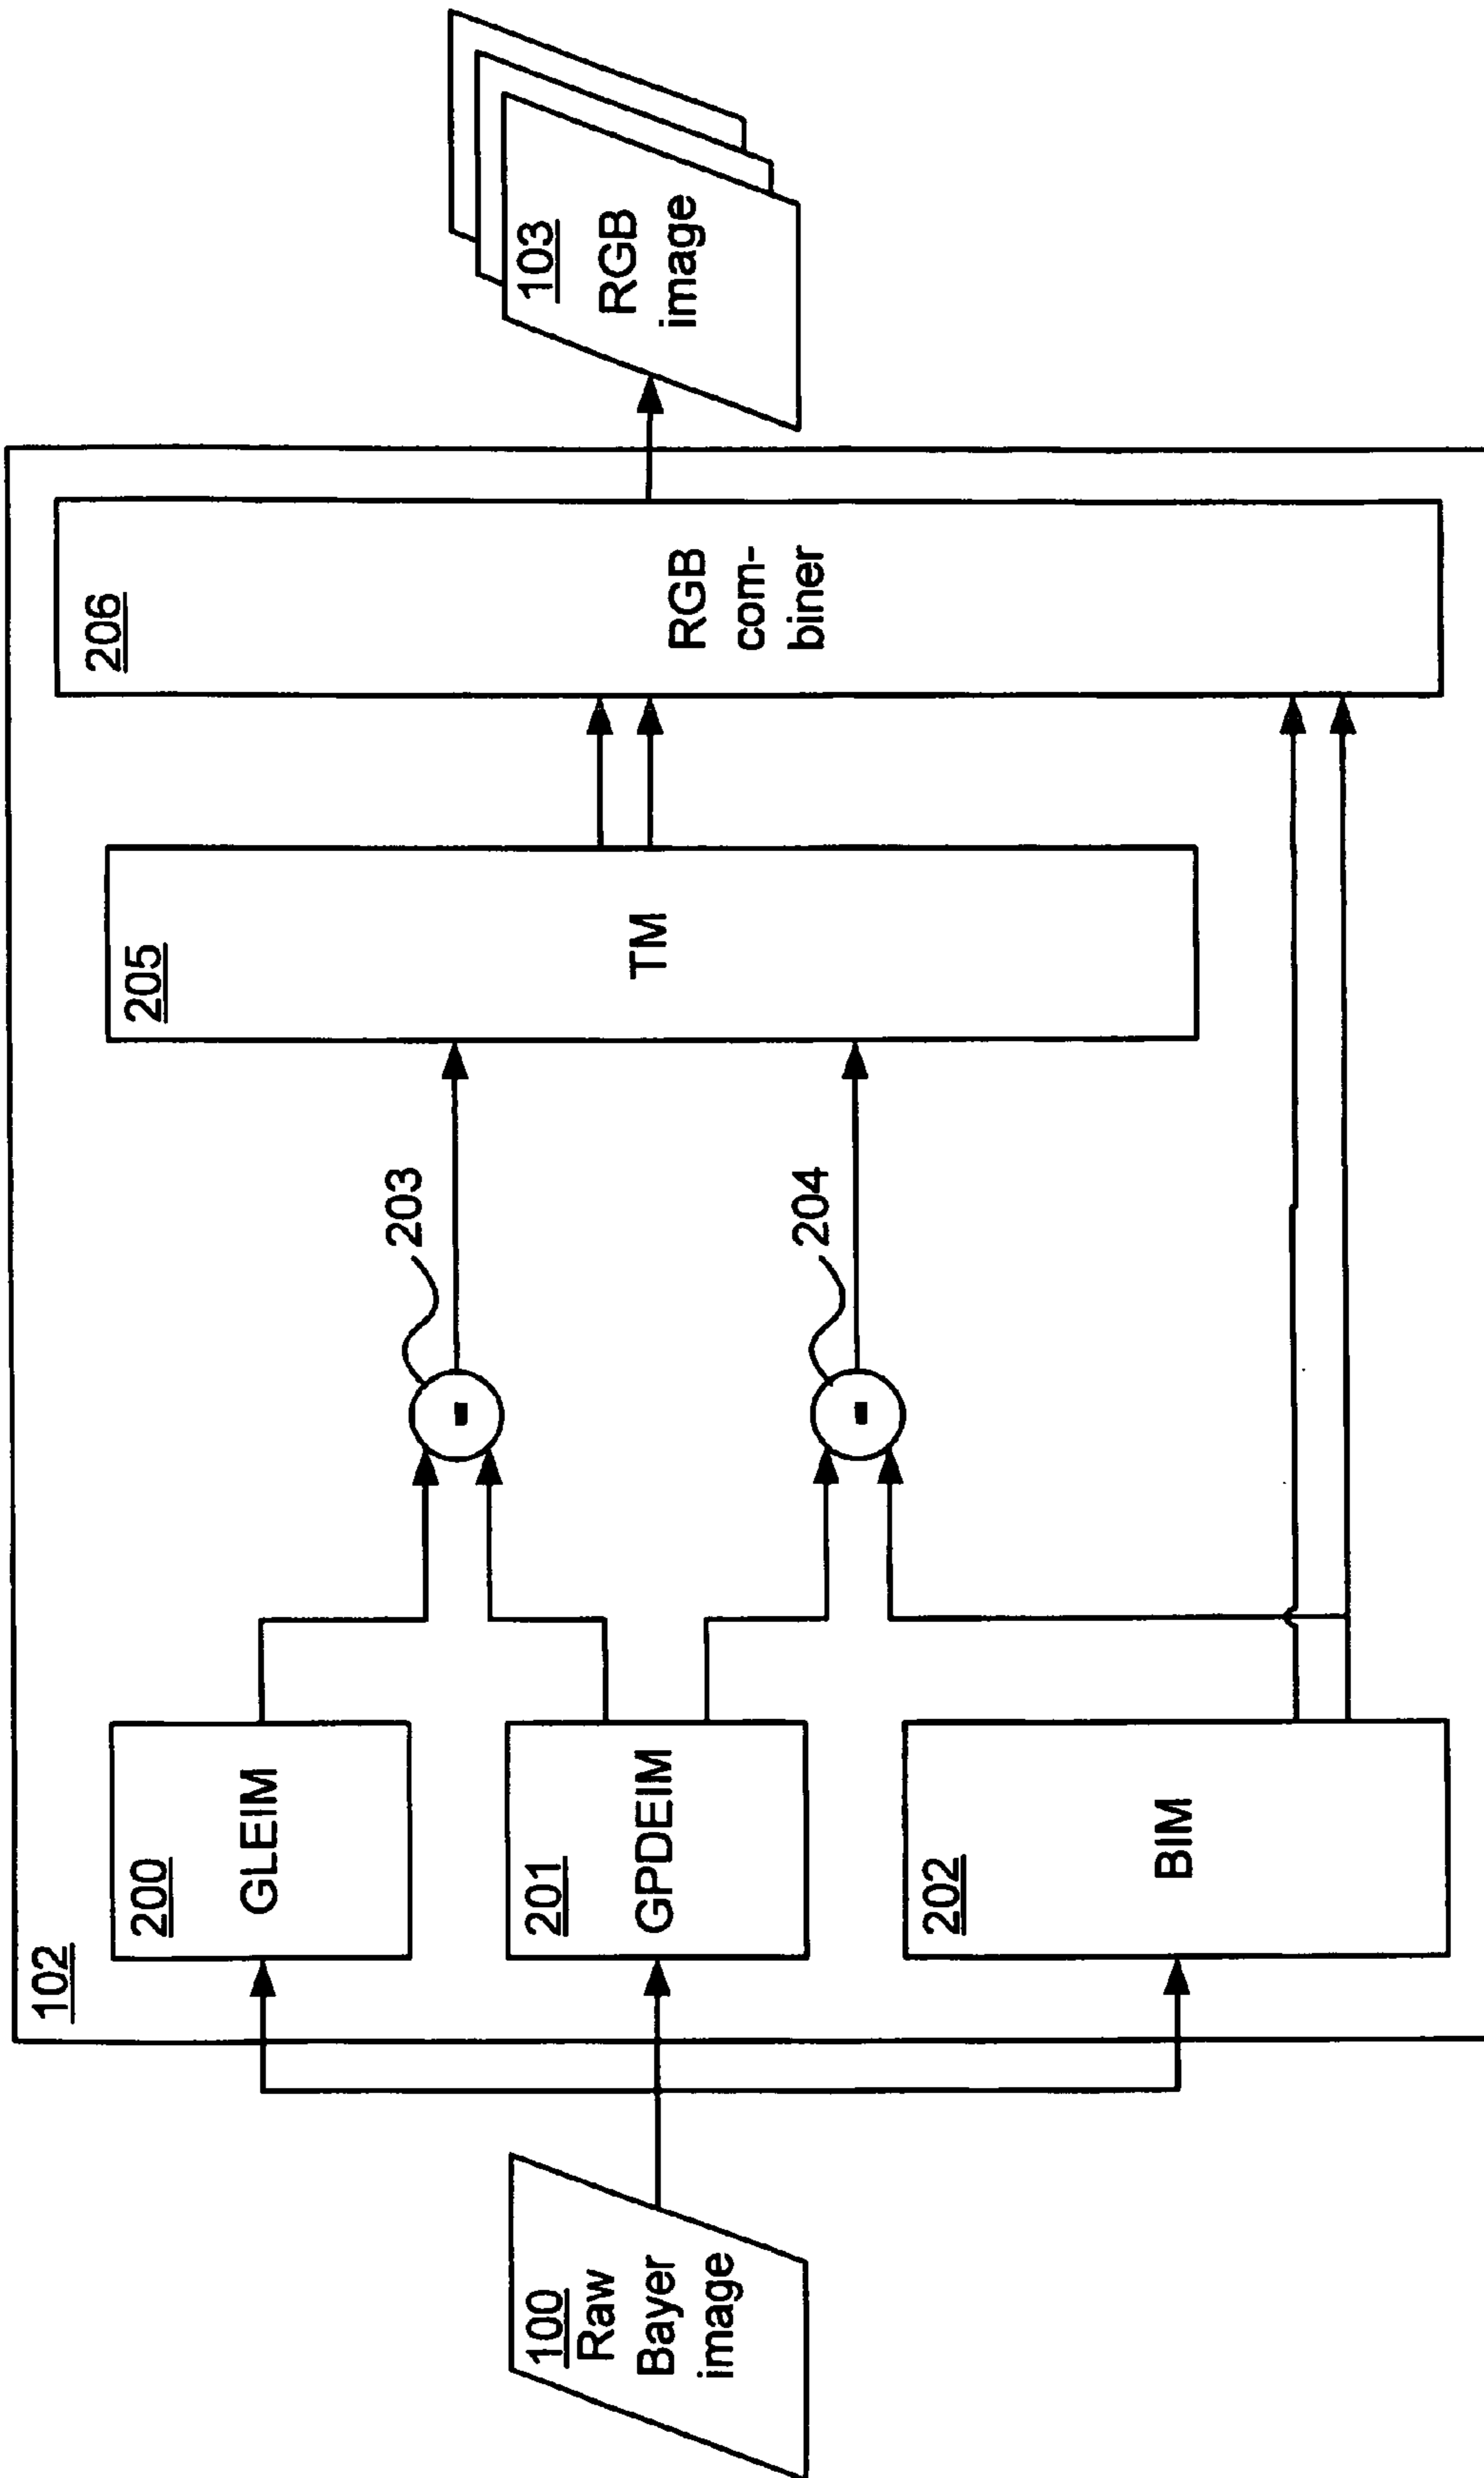 102
100
Raw
Bayer
image
200
GLEIM
201
GPDEIM
202
BIM
203
204
205
TM
206
RGB
com-
biner
103
RGB
image